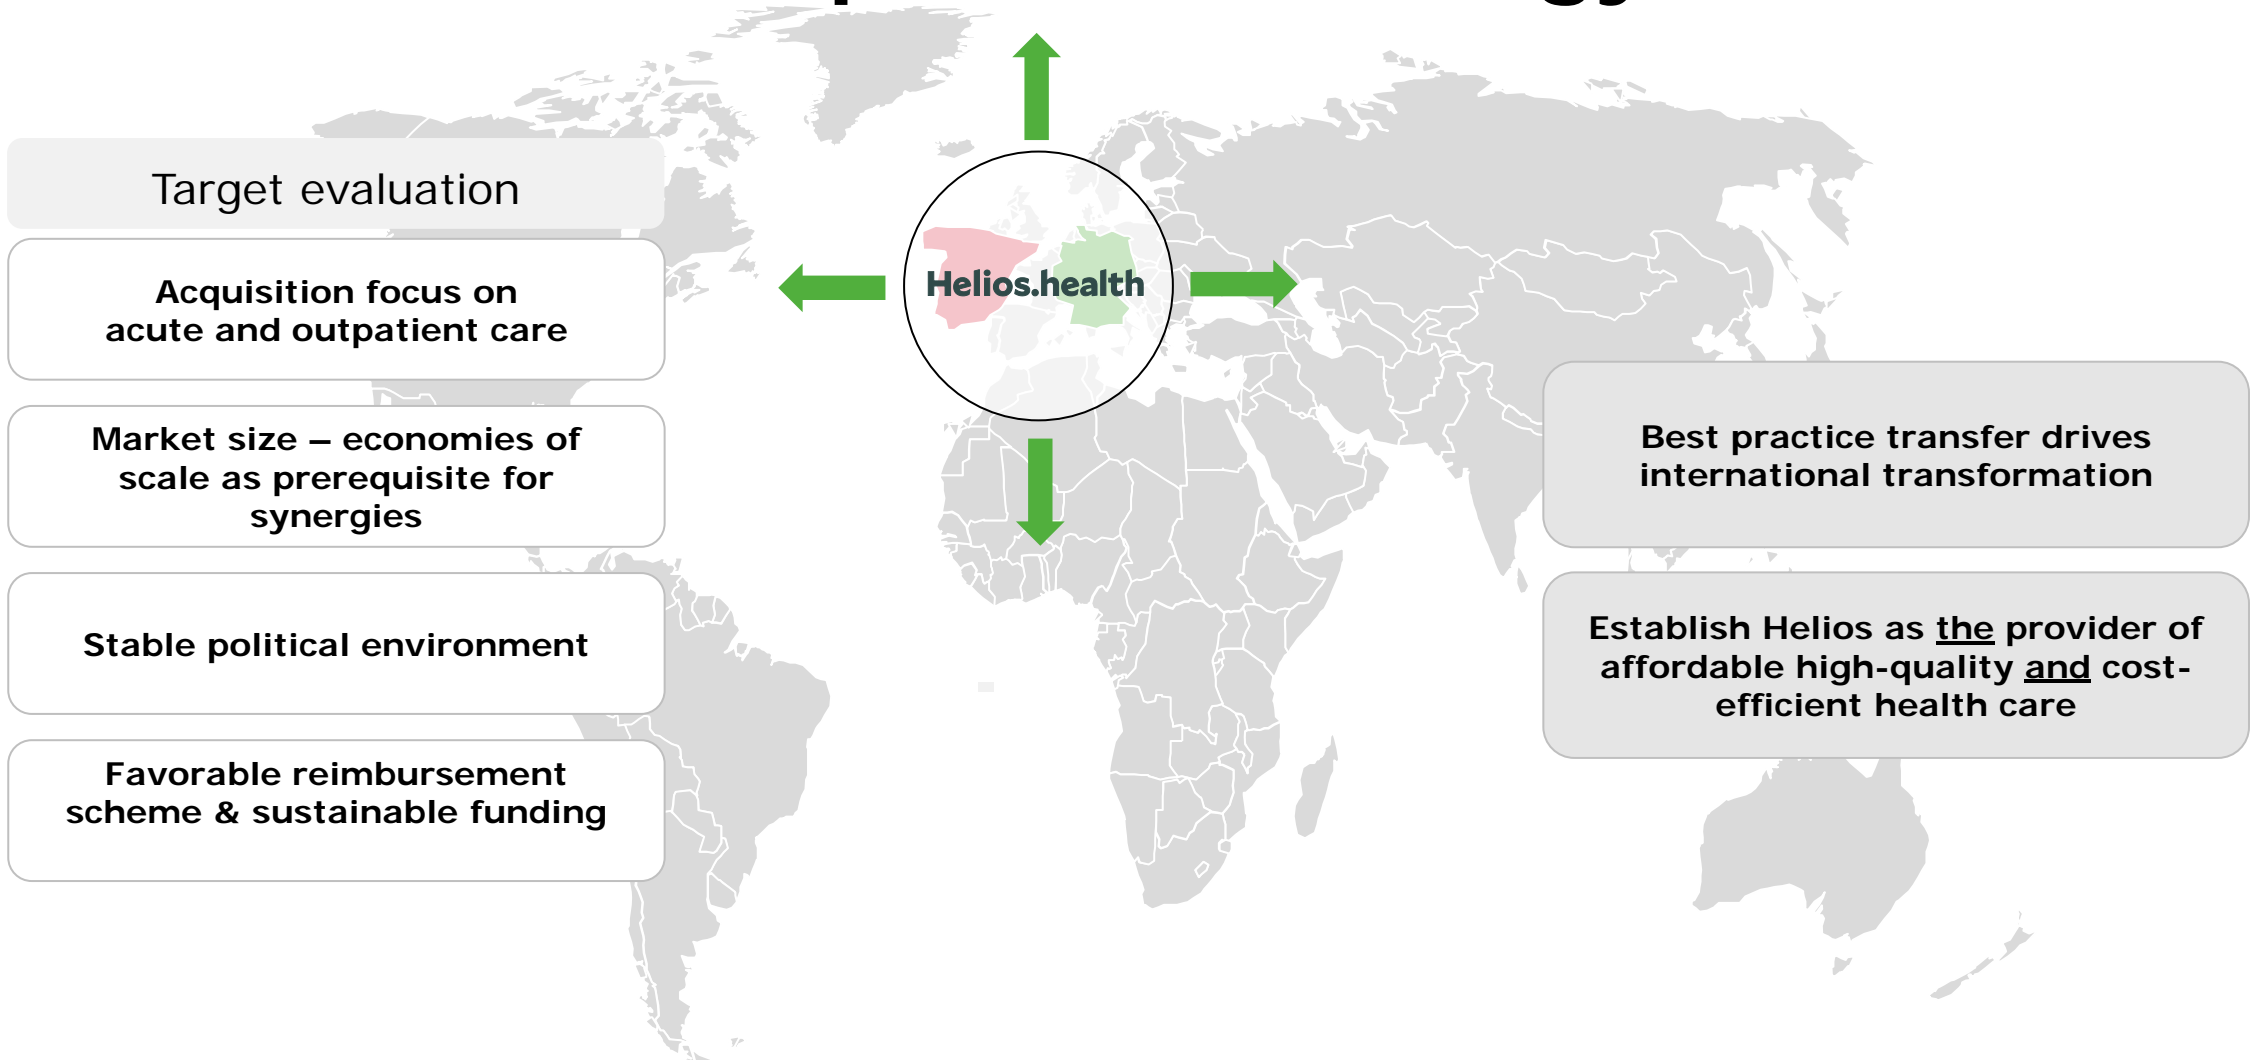 Target evaluation
Acquisition focus on
acute and outpatient care
Market size – economies of
scale as prerequisite for
synergies
Stable political environment
Favorable reimbursement
scheme & sustainable funding
Helios.health
Best practice transfer drives
international transformation
Establish Helios as the provider of
affordable high-quality and cost-
efficient health care